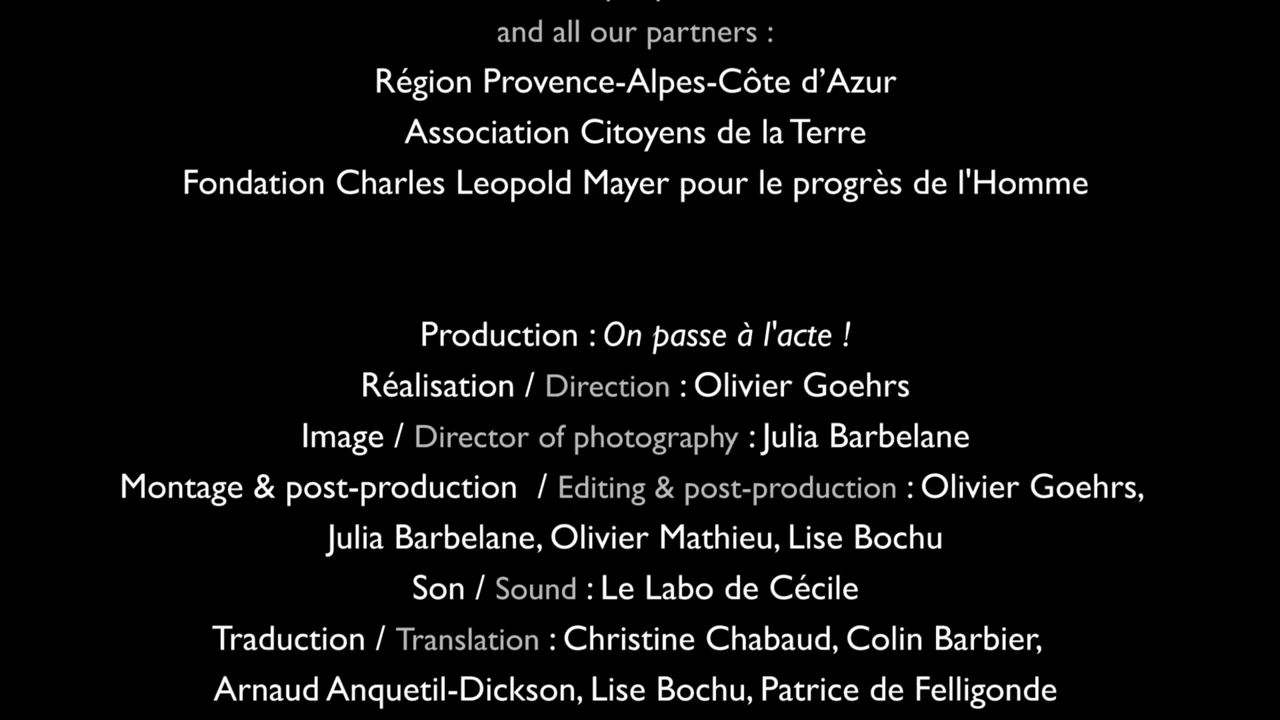 and all our partners :
Région Provence-Alpes-Côte d’Azur
Association Citoyens de la Terre
Fondation Charles Leopold Mayer pour le progrès de l'Homme
Production : On passe à l'acte !
Réalisation / Direction : Olivier Goehrs
Image / Director of photography : Julia Barbelane
Montage & post-production / Editing & post-production : Olivier Goehrs,
Julia Barbelane, Olivier Mathieu, Lise Bochu
Son / Sound : Le Labo de Cécile
Traduction / Translation : Christine Chabaud, Colin Barbier,
Arnaud Anquetil-Dickson, Lise Bochu, Patrice de Felligonde